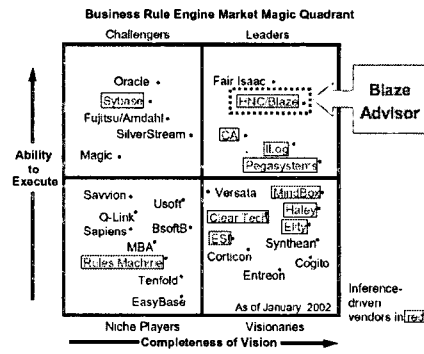 Business Rule Engine Market Magic Quadrant
Challengers
Leaders
Oracle
Sybase
Fujitsu/Amdahl
SilverStream
Magic
Fair Isaac
HNC/Blaze
CA
ILog
Pegasystems
Blaze
Advisor
Ability
to
Execute
Savvion
Usoft
Q-Link
Sapiens
BsoftB
MBA
Rules Machine
Tenfold
EasyBase
Versata
MindBox
Clear Tech
Haley
Elity
ESI
Synthean
Corticon
Cogito
Entreon
As of January 2002
Inference-
driven
vendors in red
Niche Players
Visionaries
Completeness of Vision